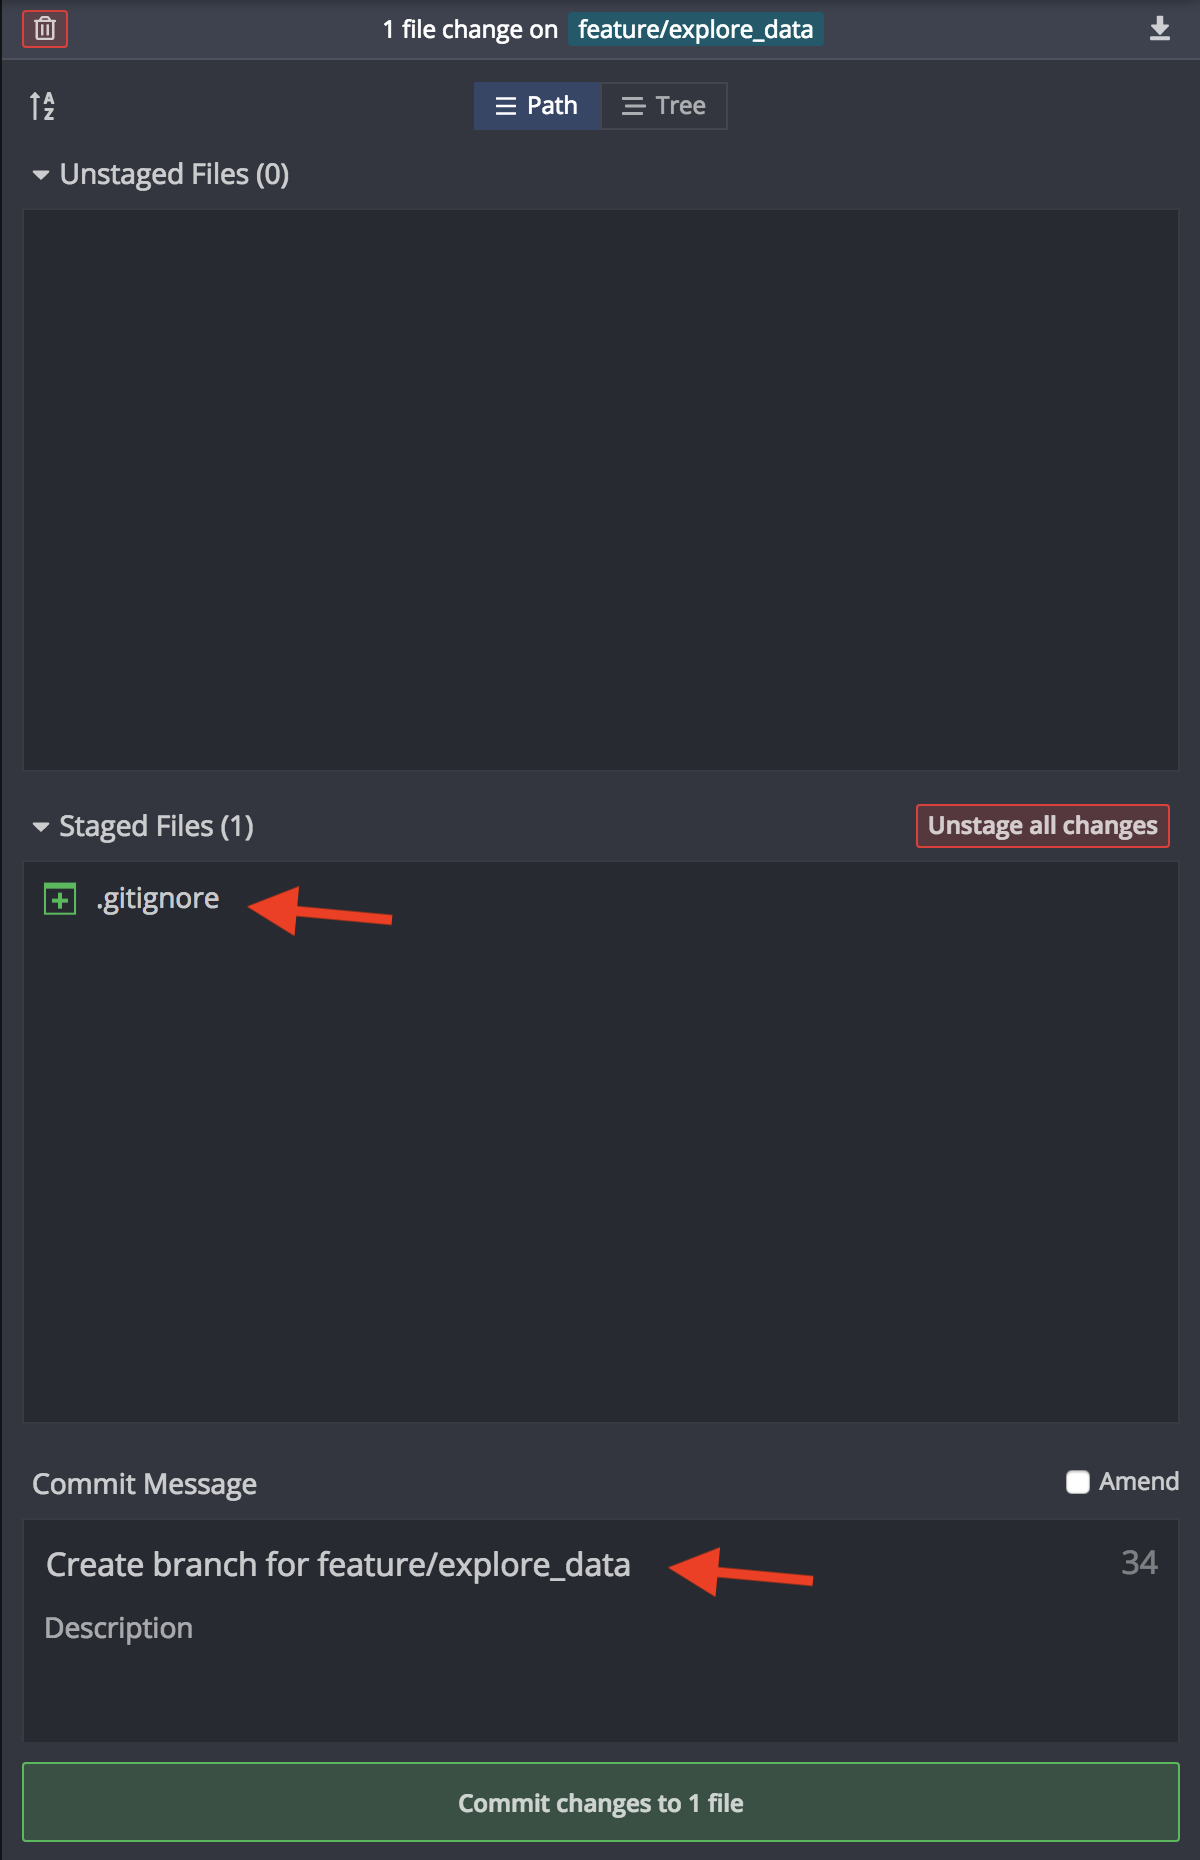 1 file change on feature/explore_data
A
Z
Path Tree
Unstaged Files (0)
Staged Files (1) Unstage all changes
.gitignore
Commit Message Amend
Create branch for feature/explore_data 34
Description
Commit changes to 1 file